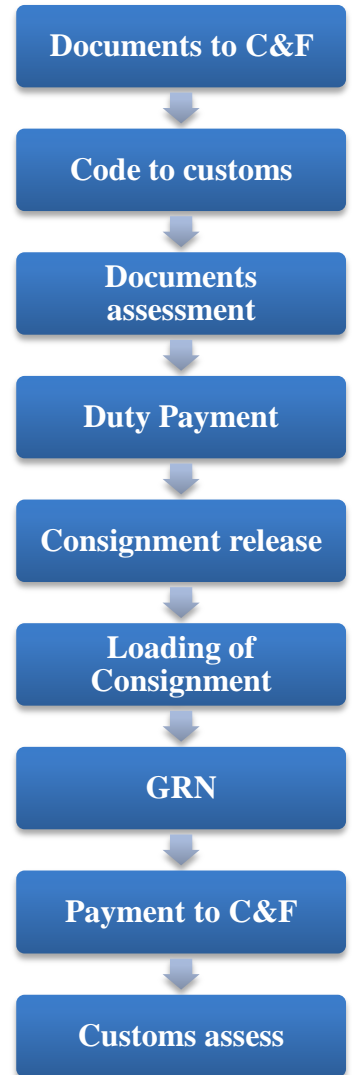 Documents to C&F
Code to customs
Documents
assessment
Duty Payment
Consignment release
Loading of
Consignment
GRN
Payment to C&F
Customs assess